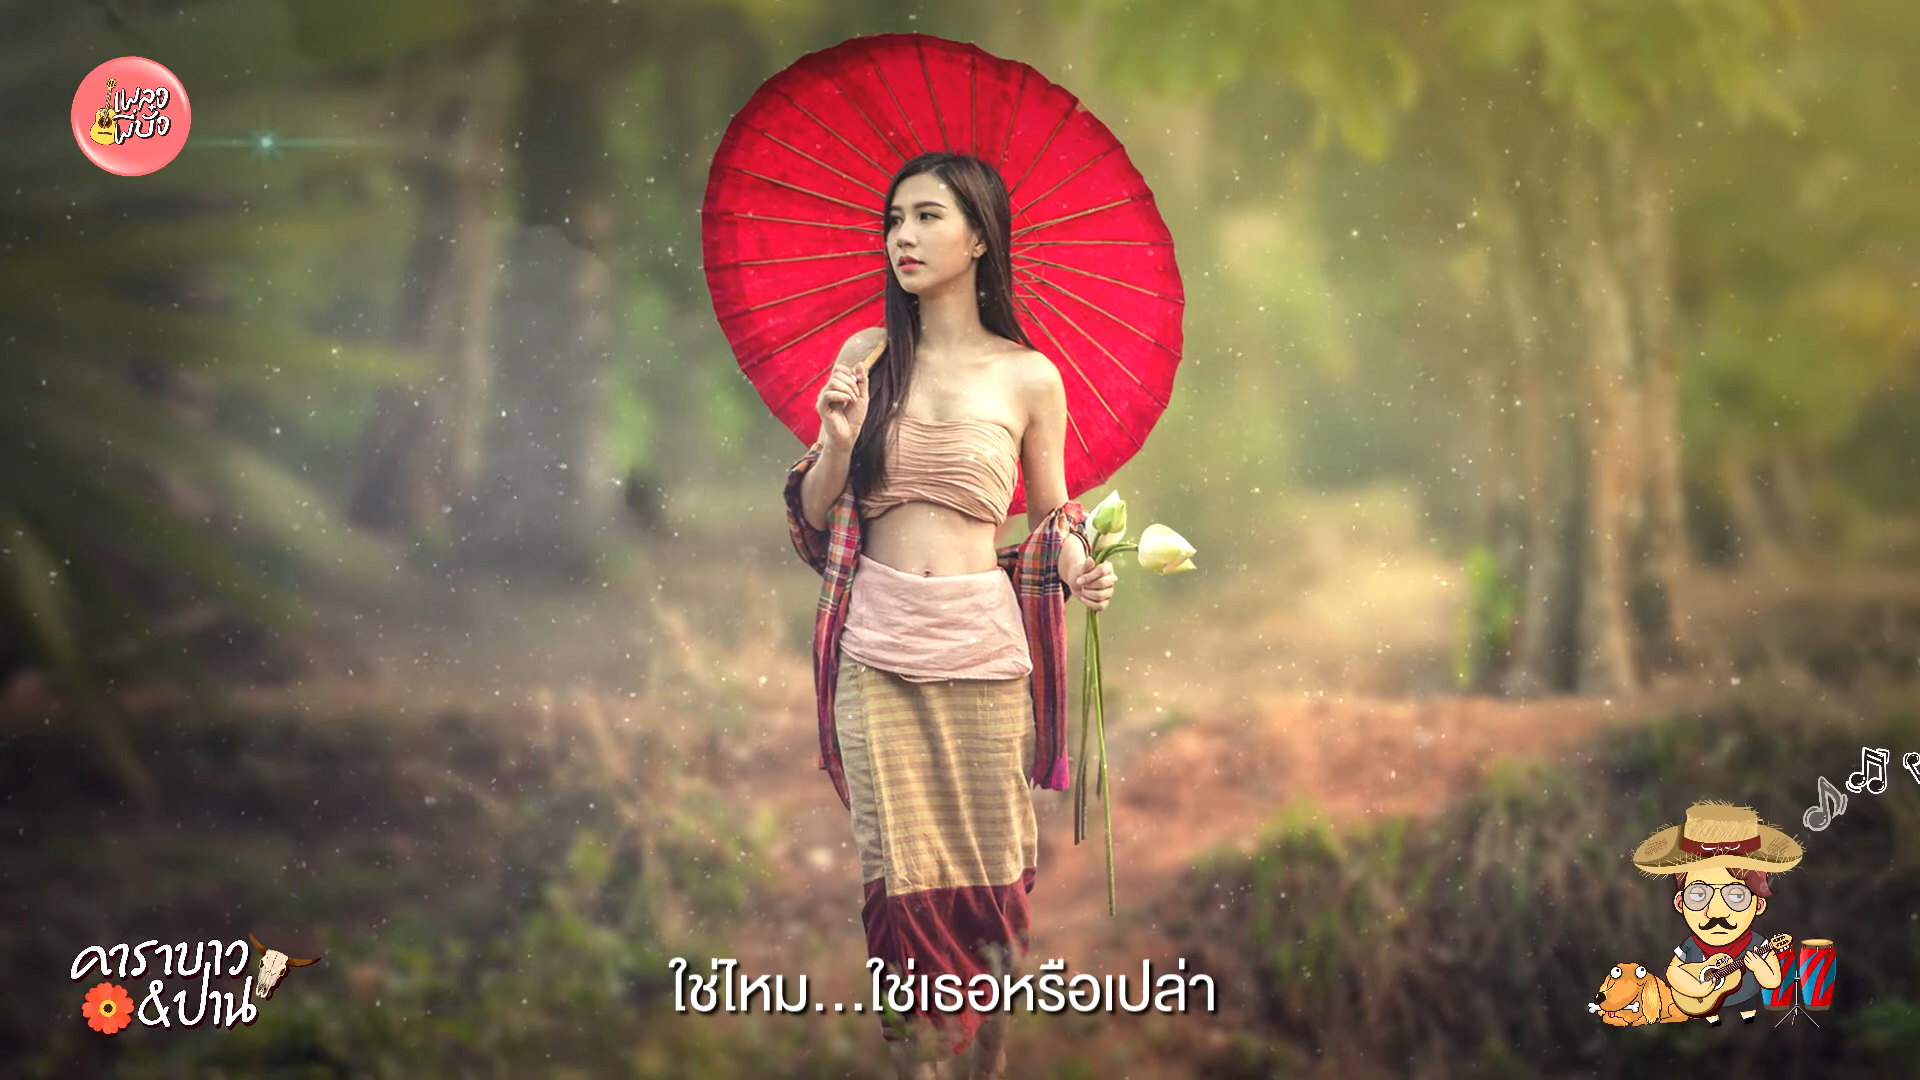 เพลง
พี่บัง
คาราบาว
&ปาน
ใช่ไหม...ใช่เธอหรือเปล่า